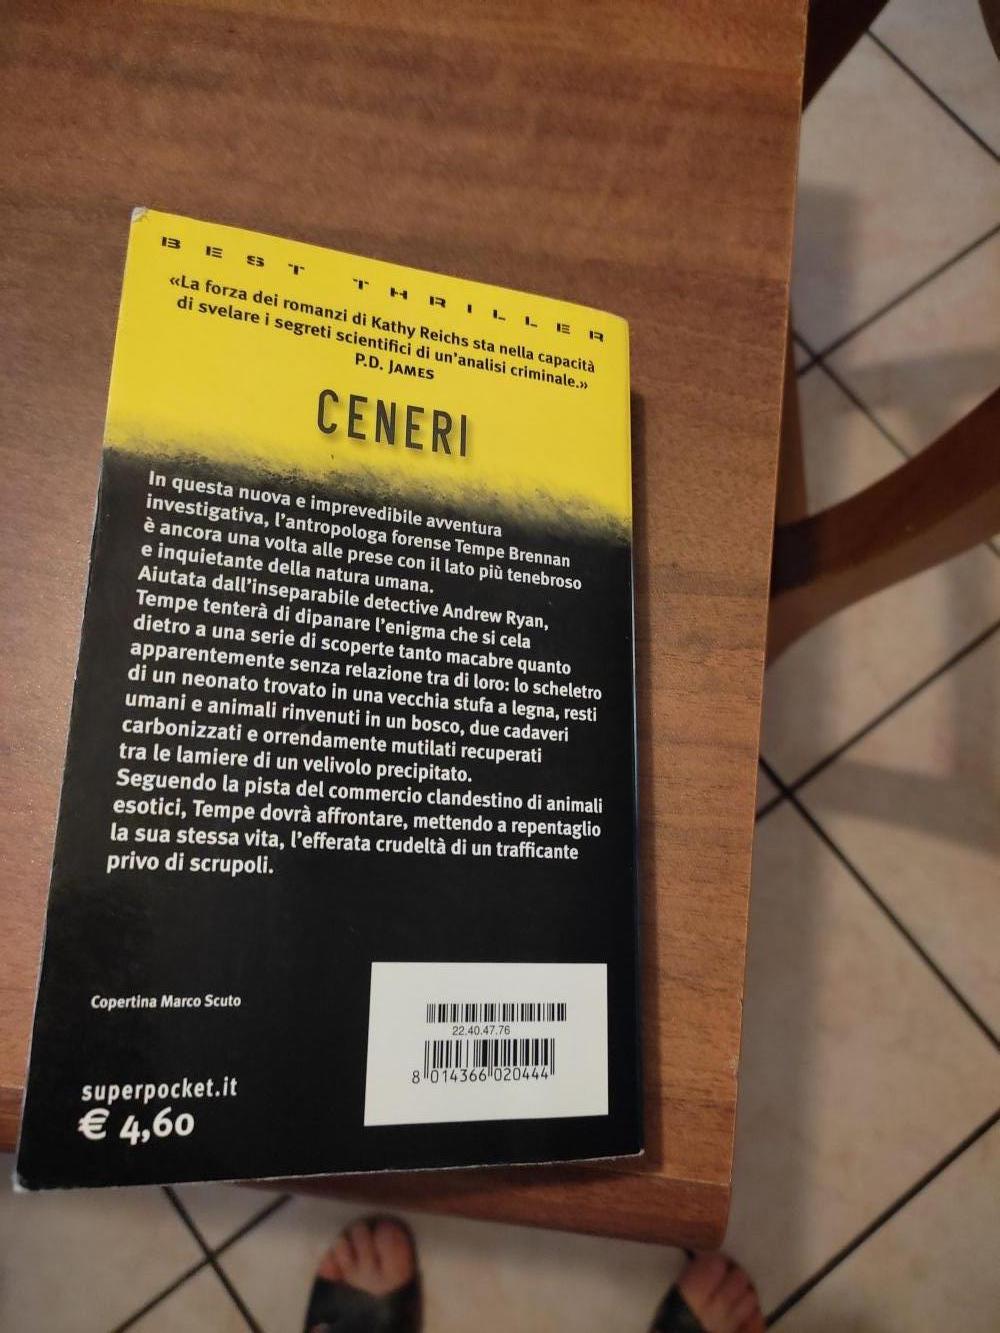 BEST THRILLER
«La forza dei romanzi di Kathy Reichs sta nella capacità
di svelare i segreti scientifici di un'analisi criminale.»
P.D. JAMES
CENERI
In questa nuova e imprevedibile avventura
investigativa, l'antropologa forense Tempe Brennan
è ancora una volta alle prese con il lato più tenebroso
e inquietante della natura umana.
Aiutata dall'inseparabile detective Andrew Ryan,
Tempe tenterà di dipanare l'enigma che si cela
dietro a una serie di scoperte tanto macabre quanto
apparentemente senza relazione tra di loro: lo scheletro
di un neonato trovato in una vecchia stufa a legna, resti
umani e animali rinvenuti in un bosco, due cadaveri
carbonizzati e orrendamente mutilati recuperati
tra le lamiere di un velivolo precipitato.
Seguendo la pista del commercio clandestino di animali
esotici, Tempe dovrà affrontare, mettendo a repentaglio
la sua stessa vita, l'efferata crudeltà di un trafficante
privo di scrupoli.
Copertina Marco Scuto
22.40.47.76
8 014366 020444
superpocket.it
€ 4,60